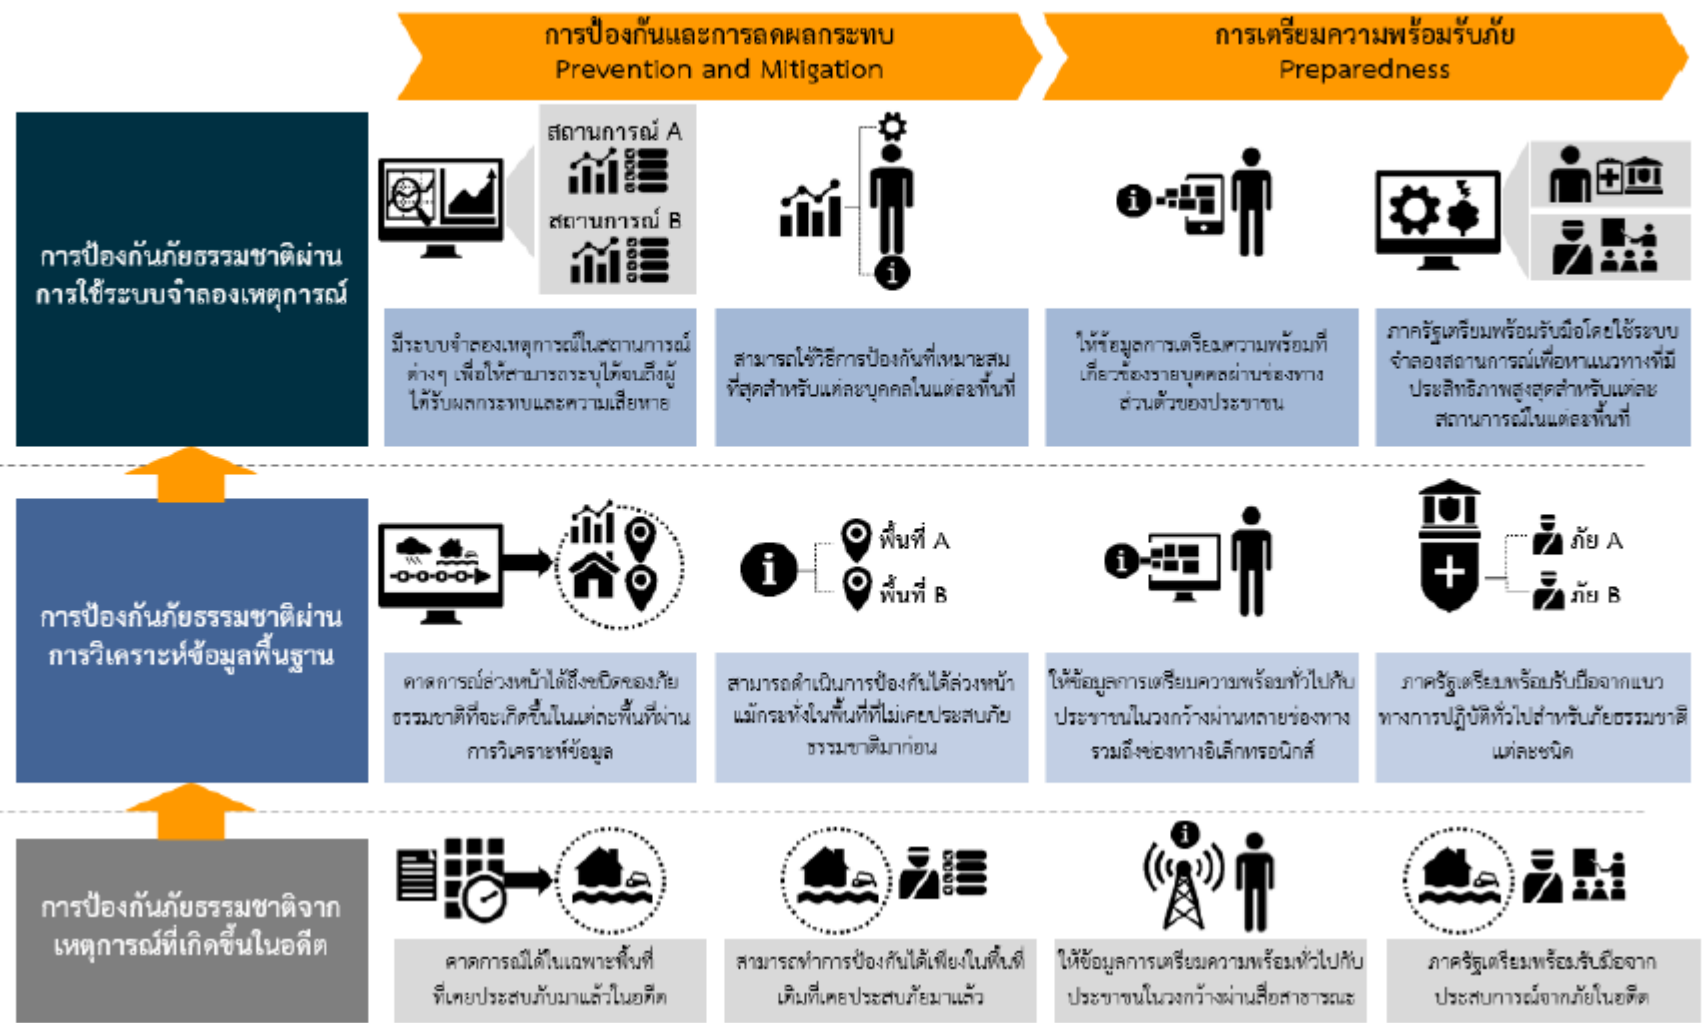 การป้องกันและการลดผลกระทบ
Prevention and Mitigation
การเตรียมความพร้อมรับภัย
Preparedness
การป้องกันภัยธรรมชาติผ่าน
การใช้ระบบจำลองเหตุการณ์
สถานการณ์ A
สถานการณ์ B
มีระบบจำลองเหตุการณ์ในสถานการณ์
ต่างๆ เพื่อให้สามารถระบุได้จนถึงผู้
ได้รับผลกระทบและความเสียหาย
สามารถใช้วิธีการป้องกันที่เหมาะสม
ที่สุดสำหรับแต่ละบุคคลในแต่ละพื้นที่
ให้ข้อมูลการเตรียมความพร้อมที่
เกี่ยวข้องรายบุคคลผ่านช่องทาง
ส่วนตัวของประชาชน
ภาครัฐเตรียมพร้อมรับมือโดยใช้ระบบ
จำลองสถานการณ์เพื่อหาแนวทางที่มี
ประสิทธิภาพสูงสุดสำหรับแต่ละ
สถานการณ์ในแต่ละพื้นที่
การป้องกันภัยธรรมชาติผ่าน
การวิเคราะห์ข้อมูลพื้นฐาน
พื้นที่ A
พื้นที่ B
ภัย A
ภัย B
คาดการณ์ล่วงหน้าได้ถึงชนิดของภัย
ธรรมชาติที่จะเกิดขึ้นในแต่ละพื้นที่ผ่าน
การวิเคราะห์ข้อมูล
สามารถดำเนินการป้องกันได้ล่วงหน้า
แม้กระทั่งในพื้นที่ที่ไม่เคยประสบภัย
ธรรมชาติมาก่อน
ให้ข้อมูลการเตรียมความพร้อมทั่วไปกับ
ประชาชนในวงกว้างผ่านหลายช่องทาง
รวมถึงช่องทางอิเล็กทรอนิกส์
ภาครัฐเตรียมพร้อมรับมือจากแนว
ทางการปฏิบัติทั่วไปสำหรับภัยธรรมชาติ
แต่ละชนิด
การป้องกันภัยธรรมชาติจาก
เหตุการณ์ที่เกิดขึ้นในอดีต
คาดการณ์ได้ในเฉพาะพื้นที่
ที่เคยประสบภับมาแล้วในอดีต
สามารถทำการป้องกันได้เพียงในพื้นที่
เดิมที่เคยประสบภัยมาแล้ว
ให้ข้อมูลการเตรียมความพร้อมทั่วไปกับ
ประชาชนในวงกว้างผ่านสื่อสาธารณะ
ภาครัฐเตรียมพร้อมรับมือจาก
ประสบการณ์จากภัยในอดีต